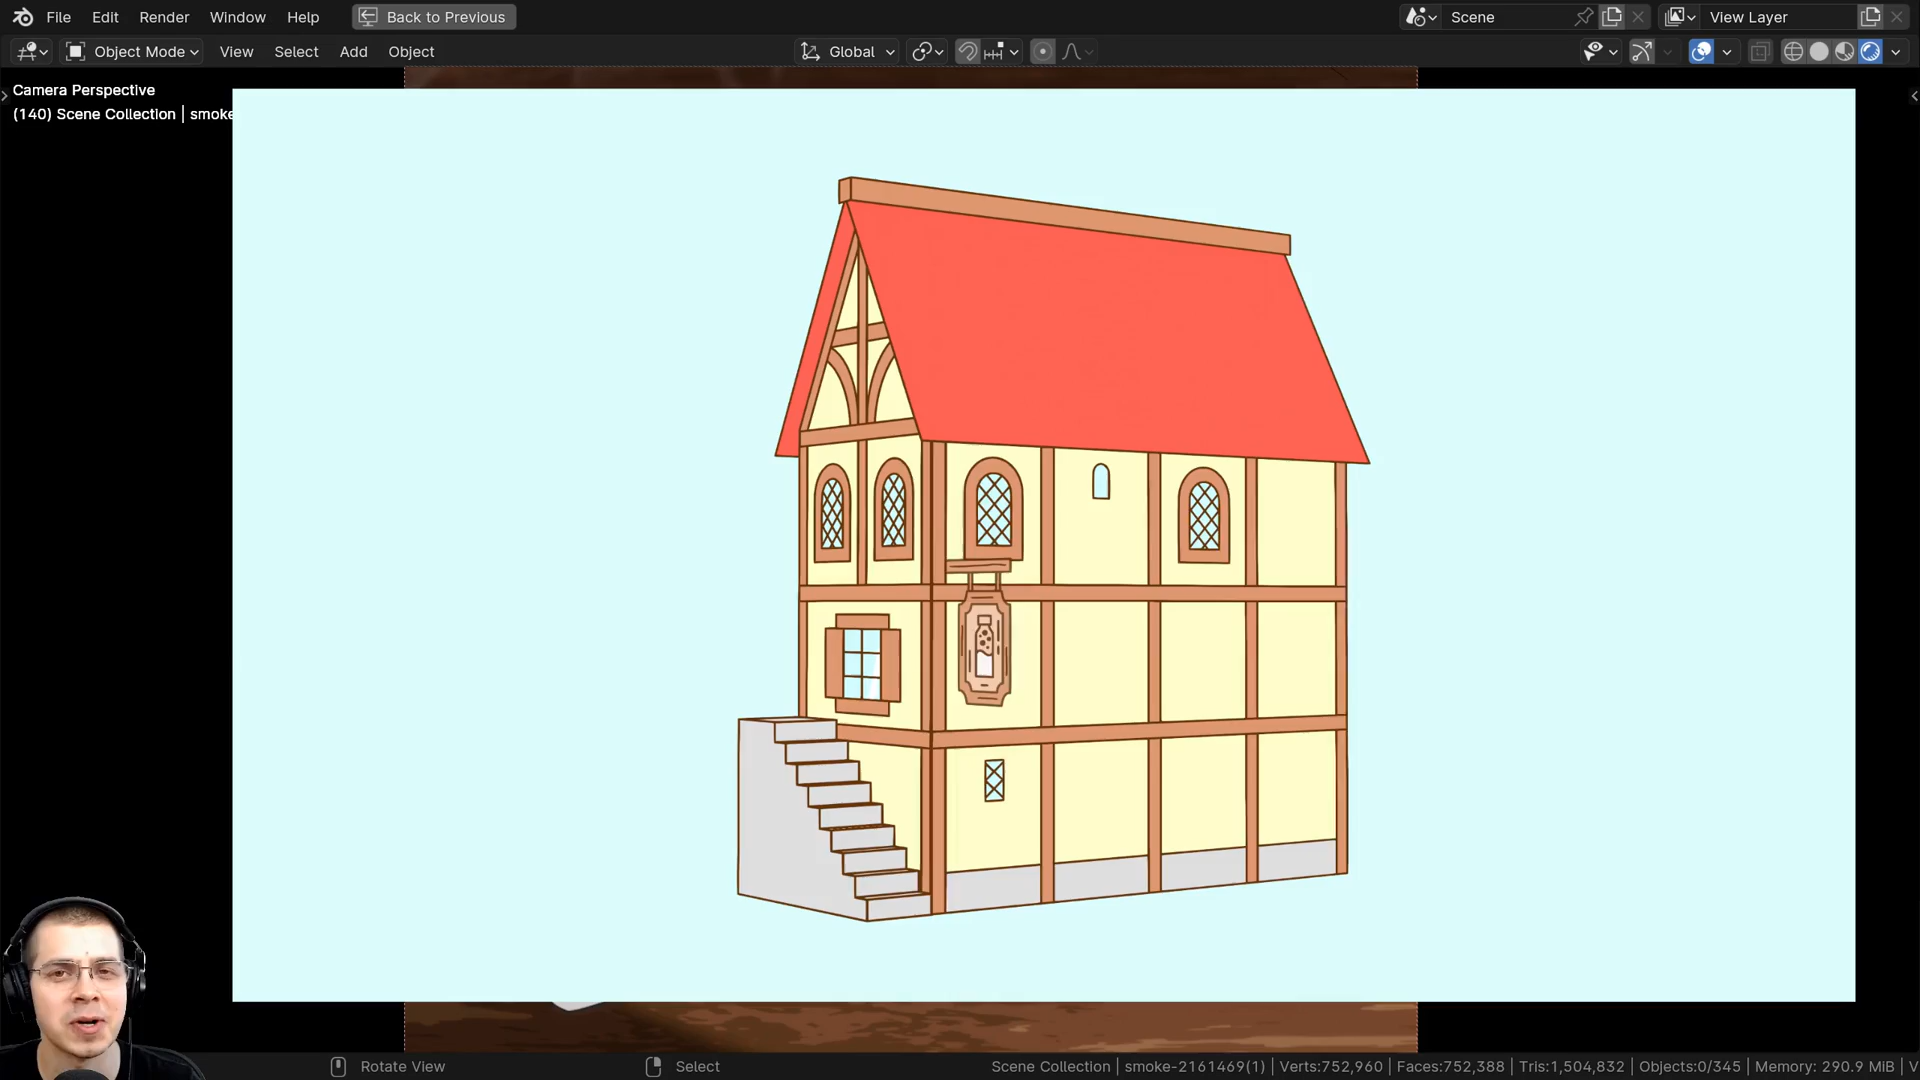 File Edit Render Window Help Back to Previous Scene View Layer
Object Mode View Select Add Object Global
Camera Perspective
(140) Scene Collection | smoke
Rotate View Select Scene Collection | smoke-2161469(1) | Verts:752,960 | Faces:752,388 | Tris:1,504,832 | Objects:0/345 | Memory: 290.9 MiB | V